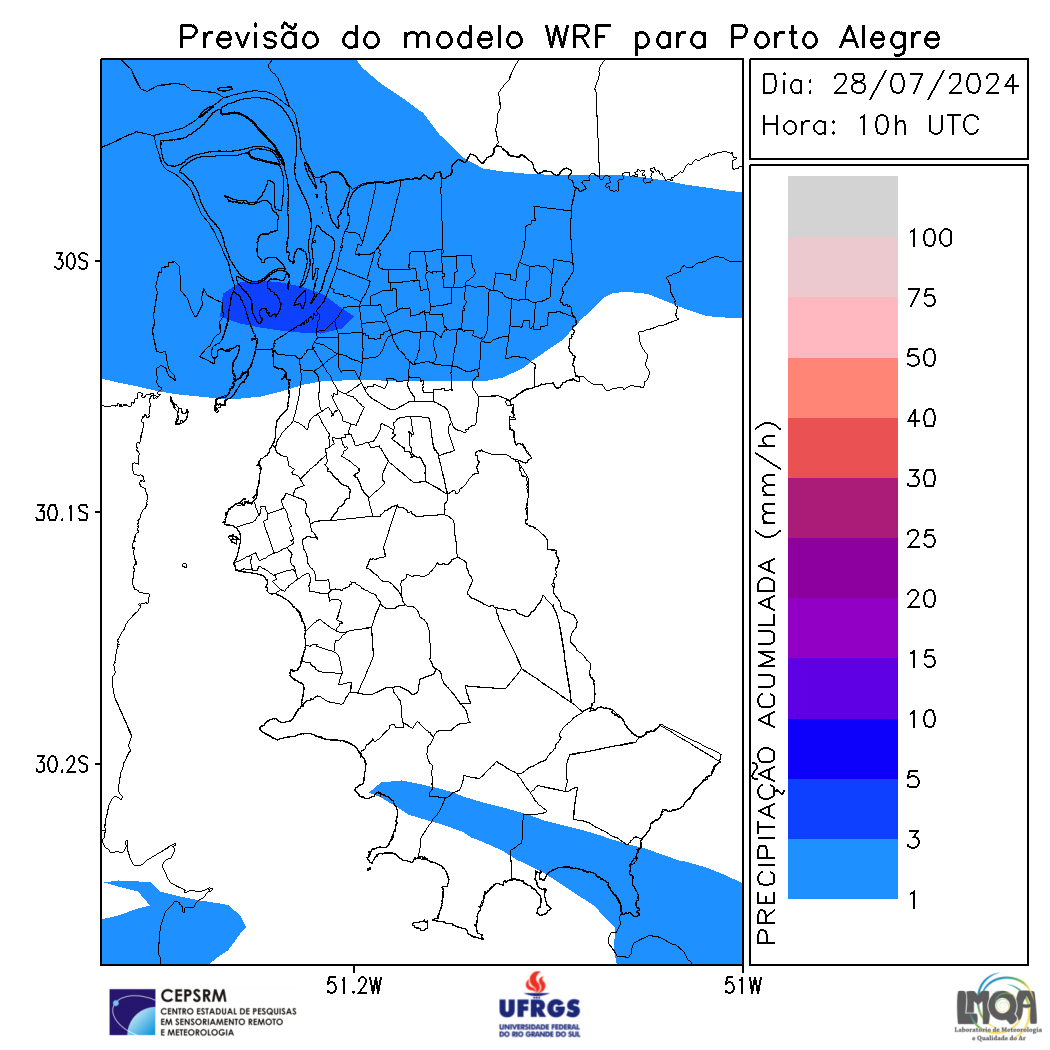 Previsão do modelo WRF para Porto Alegre
Dia: 28/07/2024
Hora: 10h UTC
30S
30.1S
30.2S
51.2W
51W
PRECIPITAÇÃO ACUMULADA (mm/h)
100
75
50
40
30
25
20
15
10
5
3
1
CEPSRM
CENTRO ESTADUAL DE PESQUISAS
EM SENSORIAMENTO REMOTO
E METEOROLOGIA
UFRGS
UNIVERSIDADE FEDERAL
DO RIO GRANDE DO SUL
LMQA
Laboratório de Meteorologia
e Qualidade do Ar